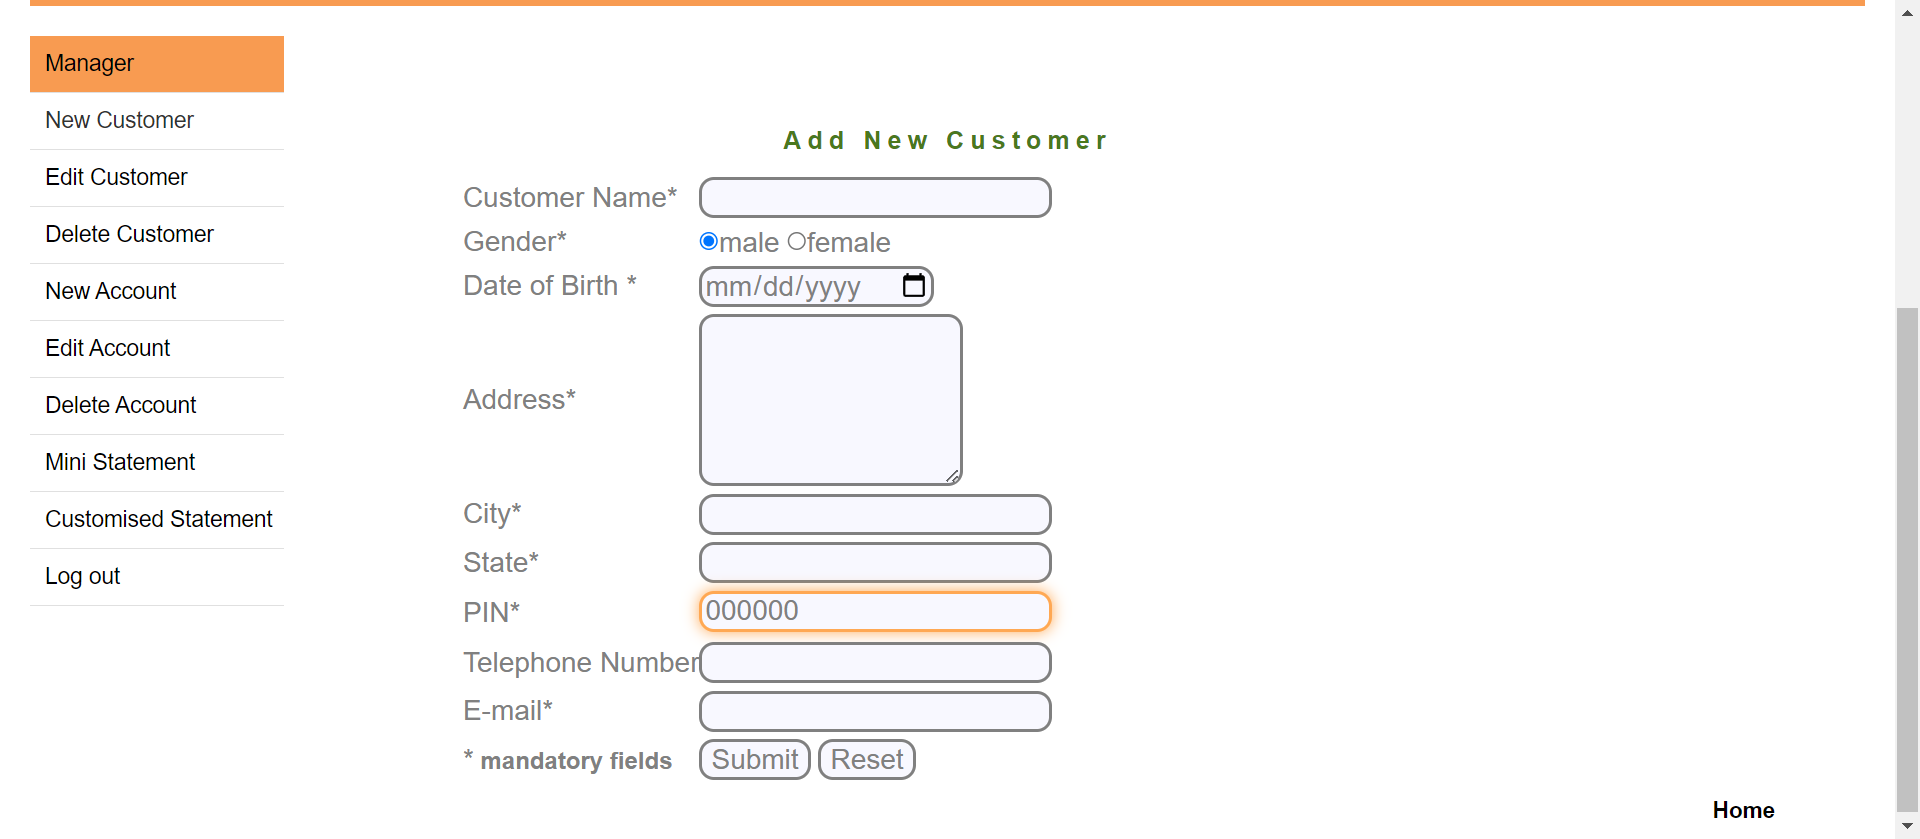 Manager
New Customer
Edit Customer
Delete Customer
New Account
Edit Account
Delete Account
Mini Statement
Customised Statement
Log out
Add New Customer
Customer Name*
Gender* male female
Date of Birth * mm/dd/yyyy
Address*
City*
State*
PIN* 000000
Telephone Number
E-mail*
* mandatory fields Submit Reset
Home